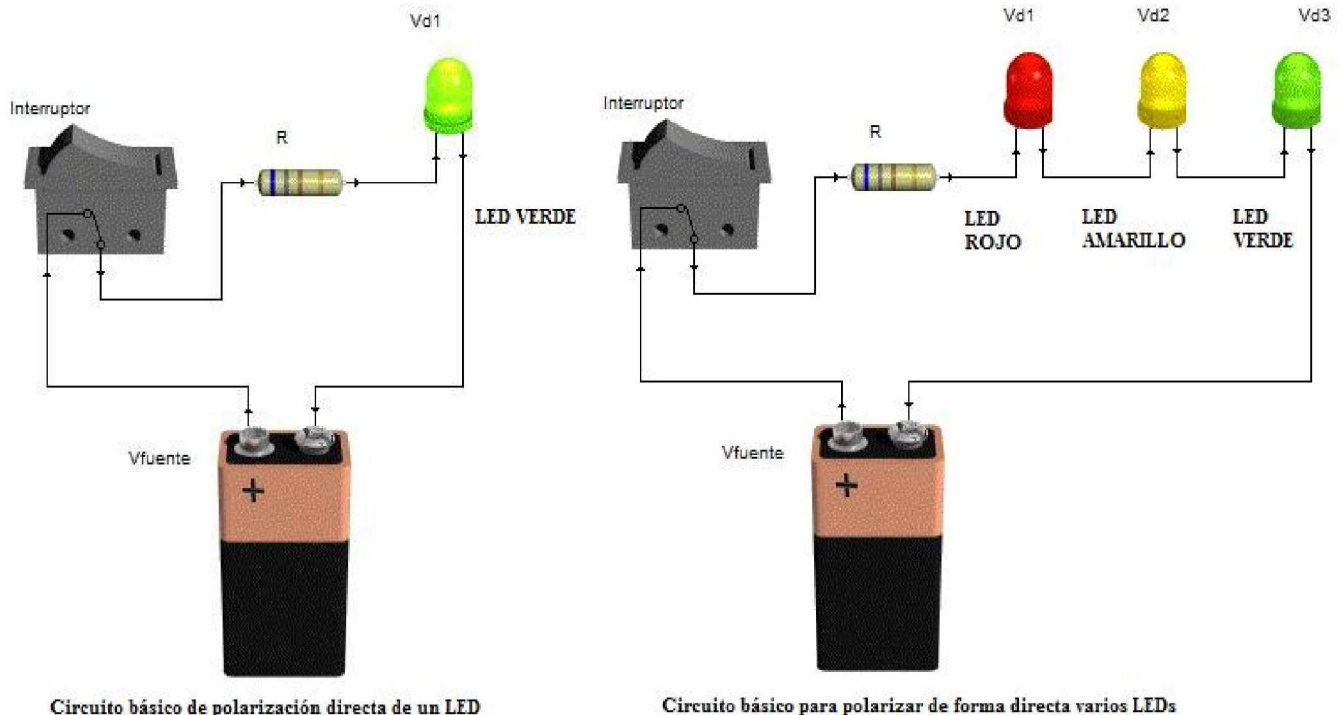 Vd1
Interruptor
R
LED VERDE
Vfuente
+
Circuito básico de polarización directa de un LED
Vd1
Vd2
Vd3
Interruptor
R
LED
ROJO
LED
AMARILLO
LED
VERDE
Vfuente
+
Circuito básico para polarizar de forma directa varios LEDs